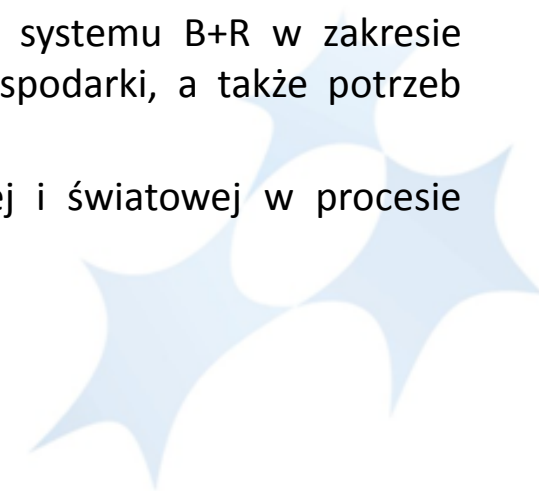 systemu B+R w zakresie
spodarki, a także potrzeb
ej i światowej w procesie